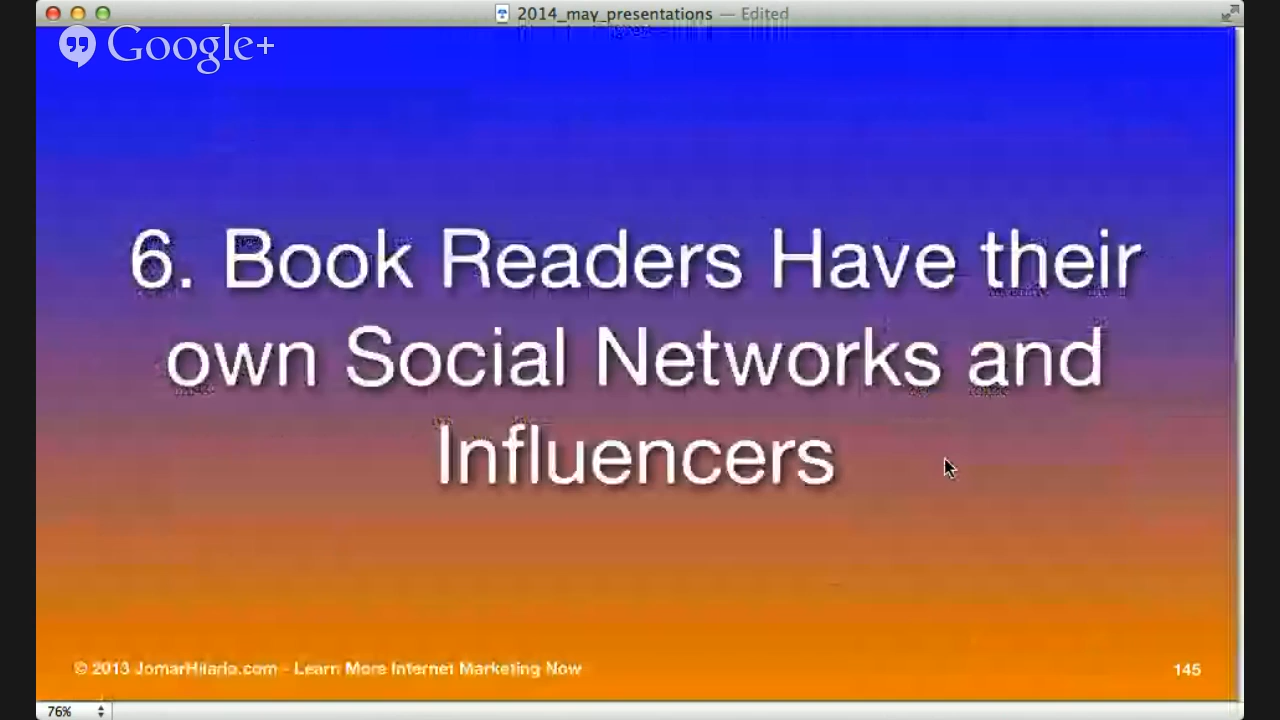 2014_may_presentations — Edited
Google+
6. Book Readers Have their
own Social Networks and
Influencers
© 2013 JomarHilario.com - Learn More Internet Marketing Now
145
76%